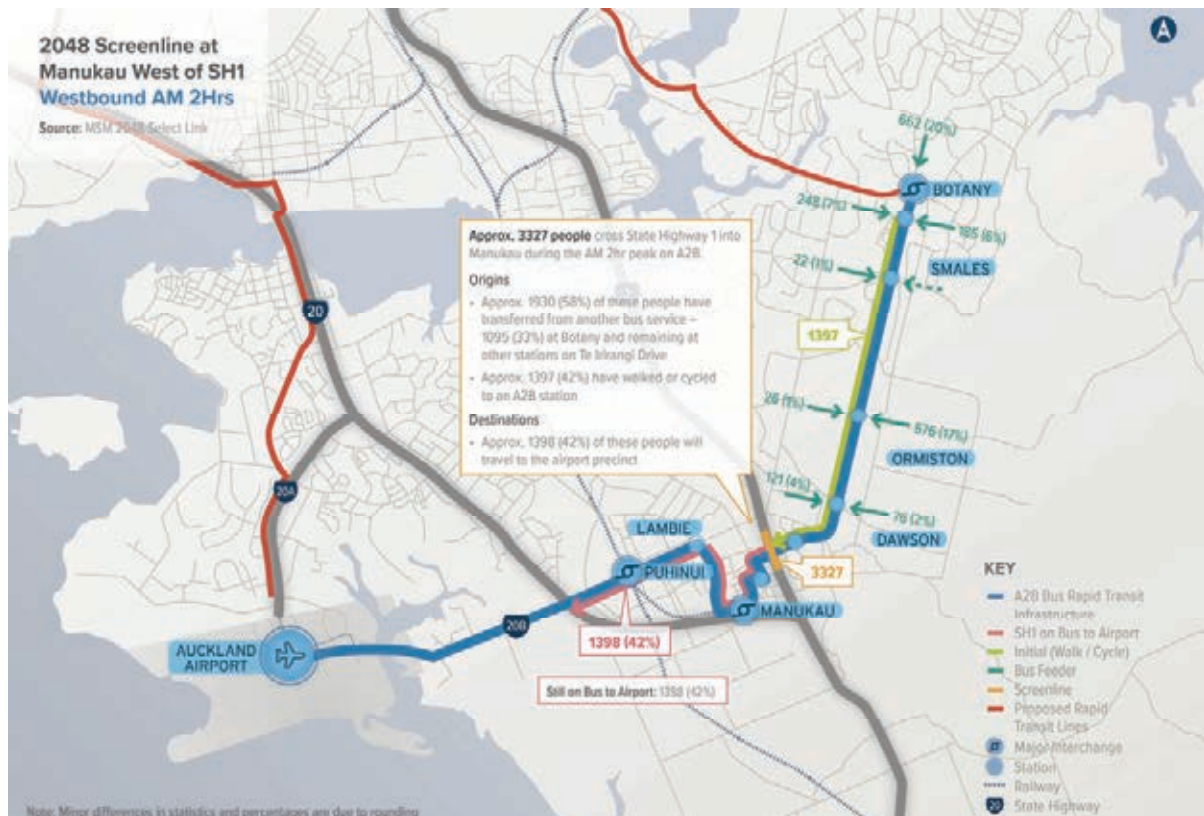 2048 Screenline at
Manukau West of SH1
Westbound AM 2Hrs
Source: MSM 2048 Select Link
A
662 (20%)
BOTANY
248 (7%)
185 (6%)
SMALES
22 (1%)
1397
Approx. 3327 people cross State Highway 1 into
Manukau during the AM 2hr peak on A2B.
Origins
• Approx. 1930 (58%) of these people have
transferred from another bus service –
1095 (33%) at Botany and remaining at
other stations on Te Irirangi Drive
• Approx. 1397 (42%) have walked or cycled
to an A2B station
Destinations
• Approx. 1398 (42%) of these people will
travel to the airport precinct
20
26 (1%)
576 (17%)
ORMISTON
20A
121 (4%)
76 (2%)
DAWSON
LAMBIE
PUHINUI
3327
MANUKAU
20B
1398 (42%)
AUCKLAND
AIRPORT
Still on Bus to Airport: 1398 (42%)
KEY
A2B Bus Rapid Transit
Infrastructure
SH1 on Bus to Airport
Initial (Walk / Cycle)
Bus Feeder
Screenline
Proposed Rapid
Transit Lines
Major Interchange
Station
Railway
20
State Highway
Note: Minor differences in statistics and percentages are due to rounding